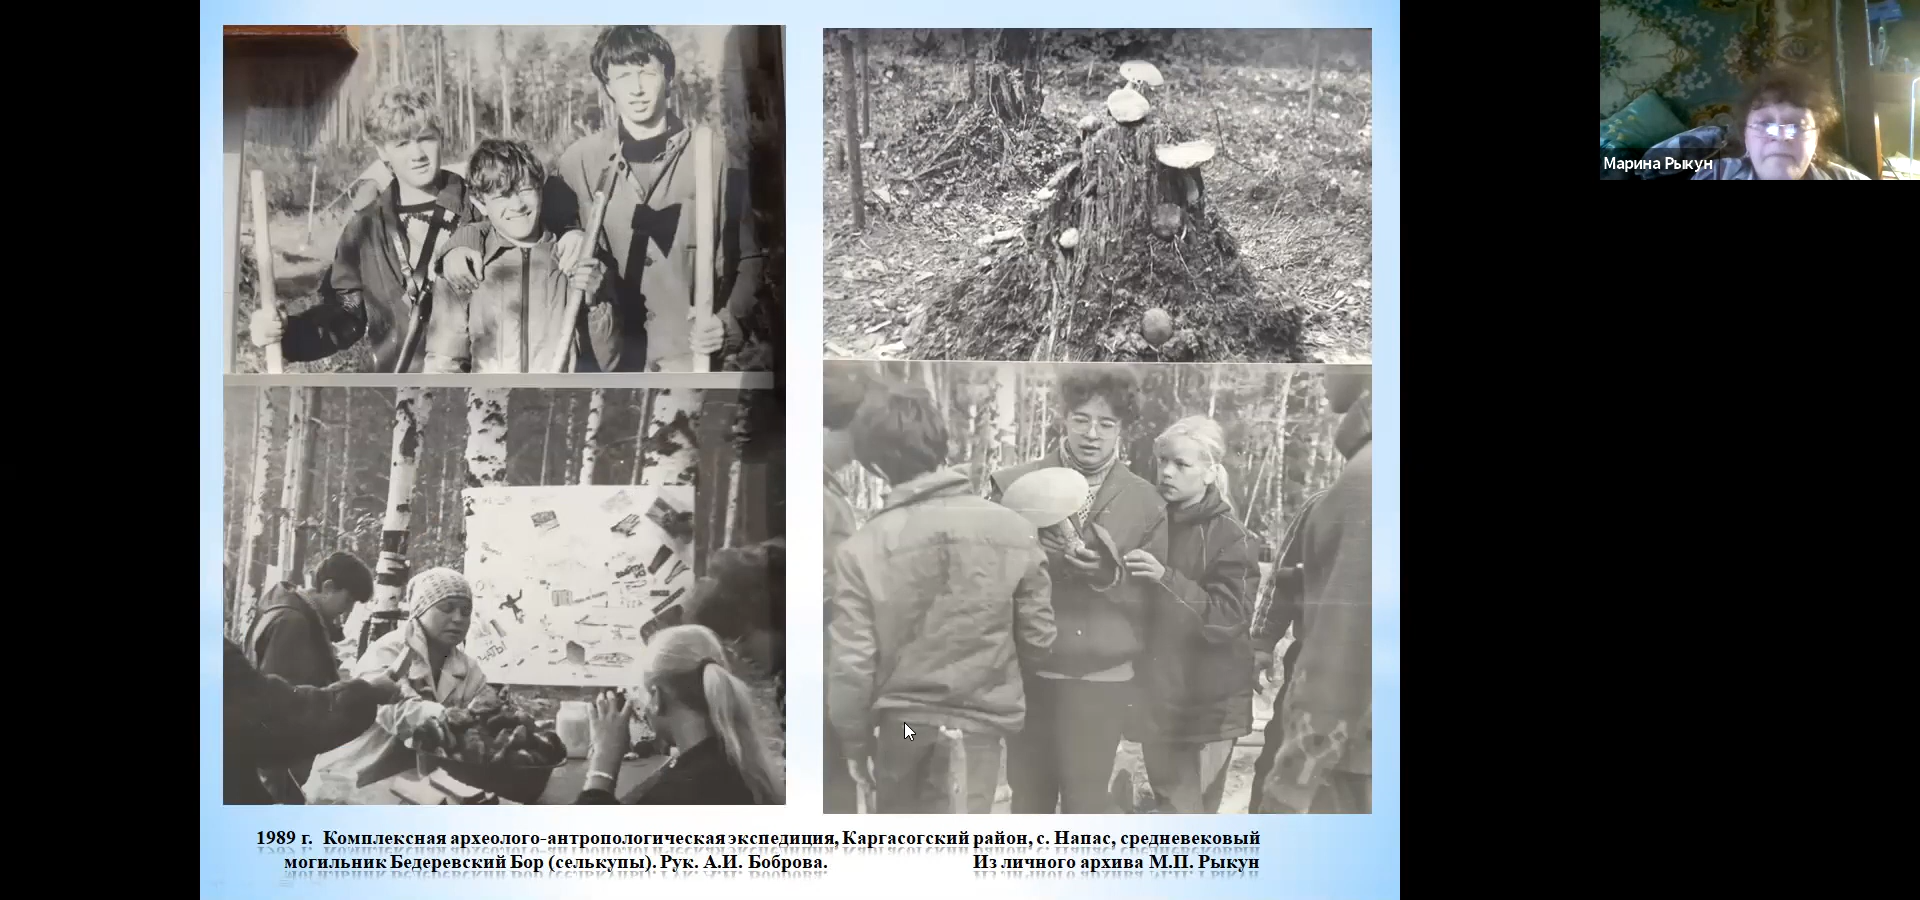 Марина Рыкун
1989 г. Комплексная археолого-антропологическая экспедиция, Каргасогский район, с. Напас, средневековый
могильник Бедеревский Бор (селькупы). Рук. А.И. Боброва. Из личного архива М.П. Рыкун